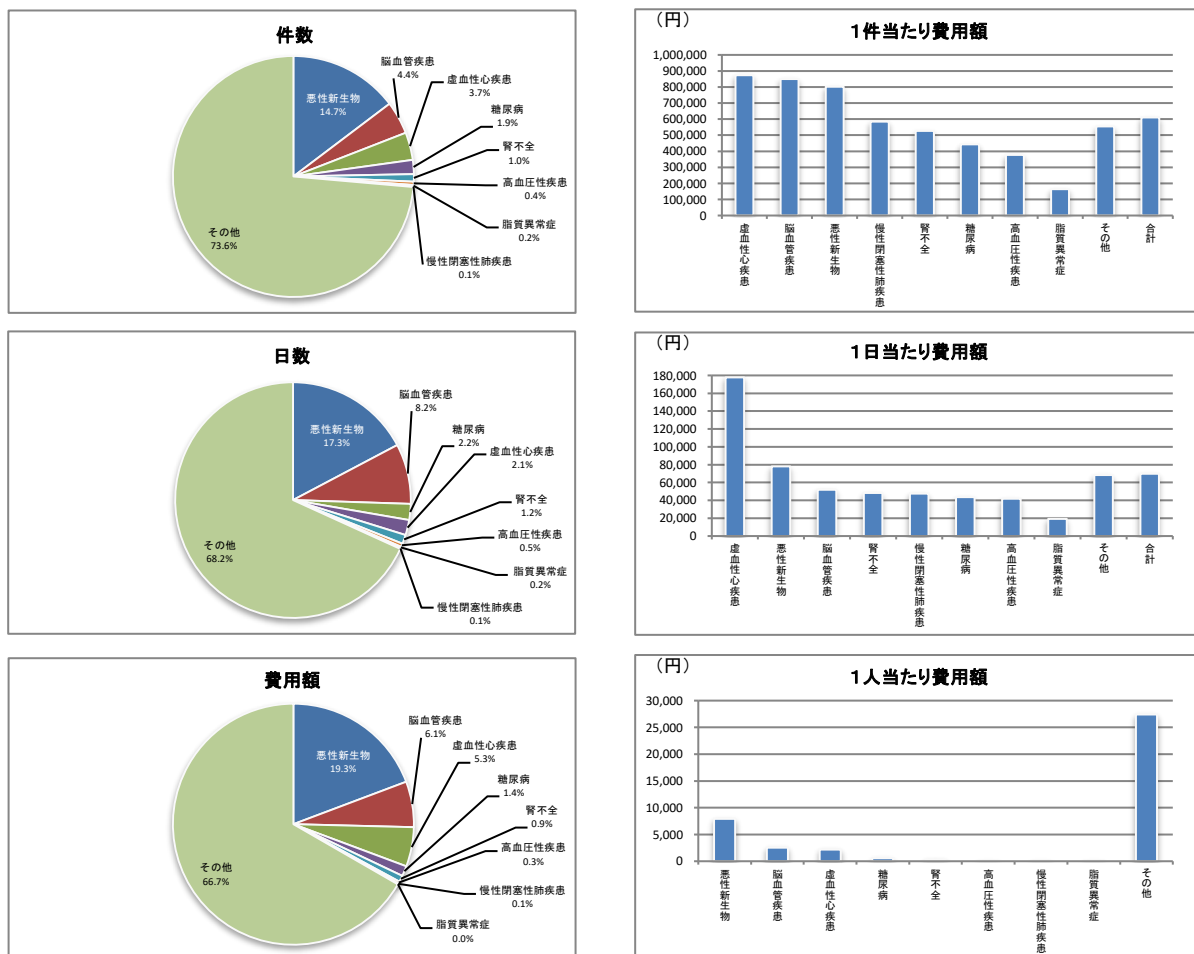 件数
脳血管疾患
4.4%
虚血性心疾患
3.7%
糖尿病
1.9%
腎不全
1.0%
高血圧性疾患
0.4%
脂質異常症
0.2%
慢性閉塞性肺疾患
0.1%
悪性新生物
14.7%
その他
73.6%
(円)
1件当たり費用額
1,000,000
900,000
800,000
700,000
600,000
500,000
400,000
300,000
200,000
100,000
0
虚血性心疾患
脳血管疾患
悪性新生物
慢性閉塞性肺疾患
腎不全
糖尿病
高血圧性疾患
脂質異常症
その他
合計
日数
脳血管疾患
8.2%
糖尿病
2.2%
虚血性心疾患
2.1%
腎不全
1.2%
高血圧性疾患
0.5%
脂質異常症
0.2%
慢性閉塞性肺疾患
0.1%
悪性新生物
17.3%
その他
68.2%
(円)
1日当たり費用額
180,000
160,000
140,000
120,000
100,000
80,000
60,000
40,000
20,000
0
虚血性心疾患
悪性新生物
脳血管疾患
腎不全
慢性閉塞性肺疾患
糖尿病
高血圧性疾患
脂質異常症
その他
合計
費用額
脳血管疾患
6.1%
虚血性心疾患
5.3%
糖尿病
1.4%
腎不全
0.9%
高血圧性疾患
0.3%
慢性閉塞性肺疾患
0.1%
脂質異常症
0.0%
悪性新生物
19.3%
その他
66.7%
(円)
1人当たり費用額
30,000
25,000
20,000
15,000
10,000
5,000
0
悪性新生物
脳血管疾患
虚血性心疾患
糖尿病
腎不全
高血圧性疾患
慢性閉塞性肺疾患
脂質異常症
その他